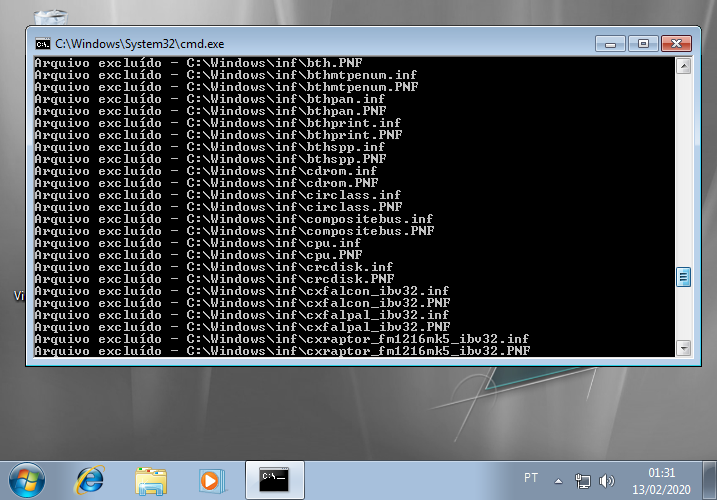 C:\Windows\System32\cmd.exe
Arquivo excluído - C:\Windows\inf\bth.PNF
Arquivo excluído - C:\Windows\inf\bthmtpenum.inf
Arquivo excluído - C:\Windows\inf\bthmtpenum.PNF
Arquivo excluído - C:\Windows\inf\bthpan.inf
Arquivo excluído - C:\Windows\inf\bthpan.PNF
Arquivo excluído - C:\Windows\inf\bthprint.inf
Arquivo excluído - C:\Windows\inf\bthprint.PNF
Arquivo excluído - C:\Windows\inf\bthspp.inf
Arquivo excluído - C:\Windows\inf\bthspp.PNF
Arquivo excluído - C:\Windows\inf\cdrom.inf
Arquivo excluído - C:\Windows\inf\cdrom.PNF
Arquivo excluído - C:\Windows\inf\circlass.inf
Arquivo excluído - C:\Windows\inf\circlass.PNF
Arquivo excluído - C:\Windows\inf\compositebus.inf
Arquivo excluído - C:\Windows\inf\compositebus.PNF
Arquivo excluído - C:\Windows\inf\cpu.inf
Arquivo excluído - C:\Windows\inf\cpu.PNF
Arquivo excluído - C:\Windows\inf\crcdisk.inf
Arquivo excluído - C:\Windows\inf\crcdisk.PNF
Arquivo excluído - C:\Windows\inf\cxfalcon_ibv32.inf
Arquivo excluído - C:\Windows\inf\cxfalcon_ibv32.PNF
Arquivo excluído - C:\Windows\inf\cxfalpal_ibv32.inf
Arquivo excluído - C:\Windows\inf\cxfalpal_ibv32.PNF
Arquivo excluído - C:\Windows\inf\cxraptor_fm1216mk5_ibv32.inf
Arquivo excluído - C:\Windows\inf\cxraptor_fm1216mk5_ibv32.PNF
Vi
PT
01:31
13/02/2020